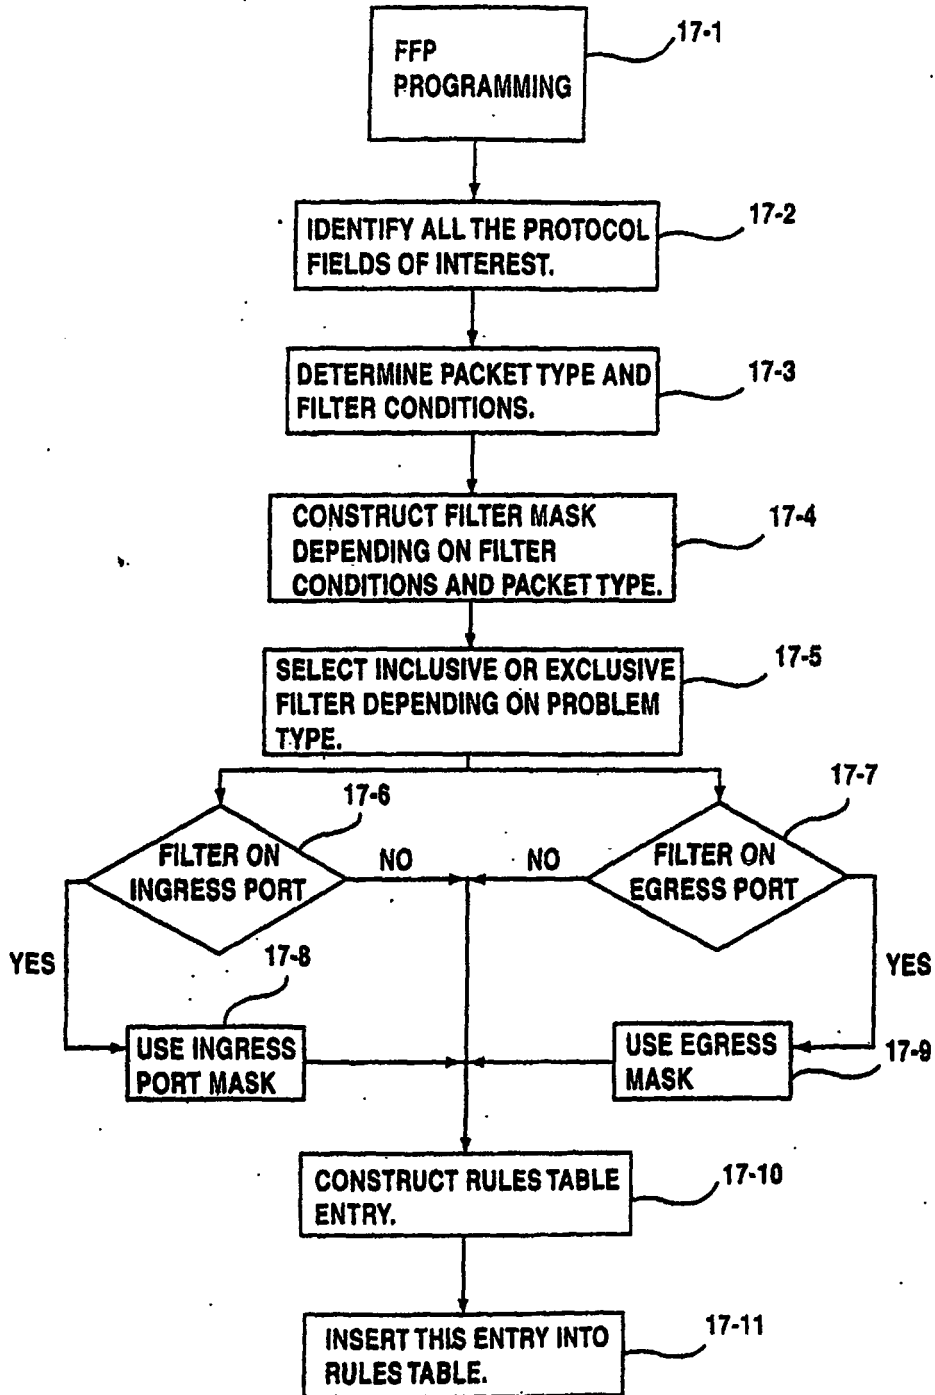 FFP
PROGRAMMING
17-1
IDENTIFY ALL THE PROTOCOL
FIELDS OF INTEREST.
17-2
DETERMINE PACKET TYPE AND
FILTER CONDITIONS.
17-3
CONSTRUCT FILTER MASK
DEPENDING ON FILTER
CONDITIONS AND PACKET TYPE.
17-4
SELECT INCLUSIVE OR EXCLUSIVE
FILTER DEPENDING ON PROBLEM
TYPE.
17-5
FILTER ON
INGRESS PORT
17-6
NO
NO
FILTER ON
EGRESS PORT
17-7
YES
YES
USE INGRESS
PORT MASK
17-8
USE EGRESS
MASK
17-9
CONSTRUCT RULES TABLE
ENTRY.
17-10
INSERT THIS ENTRY INTO
RULES TABLE.
17-11